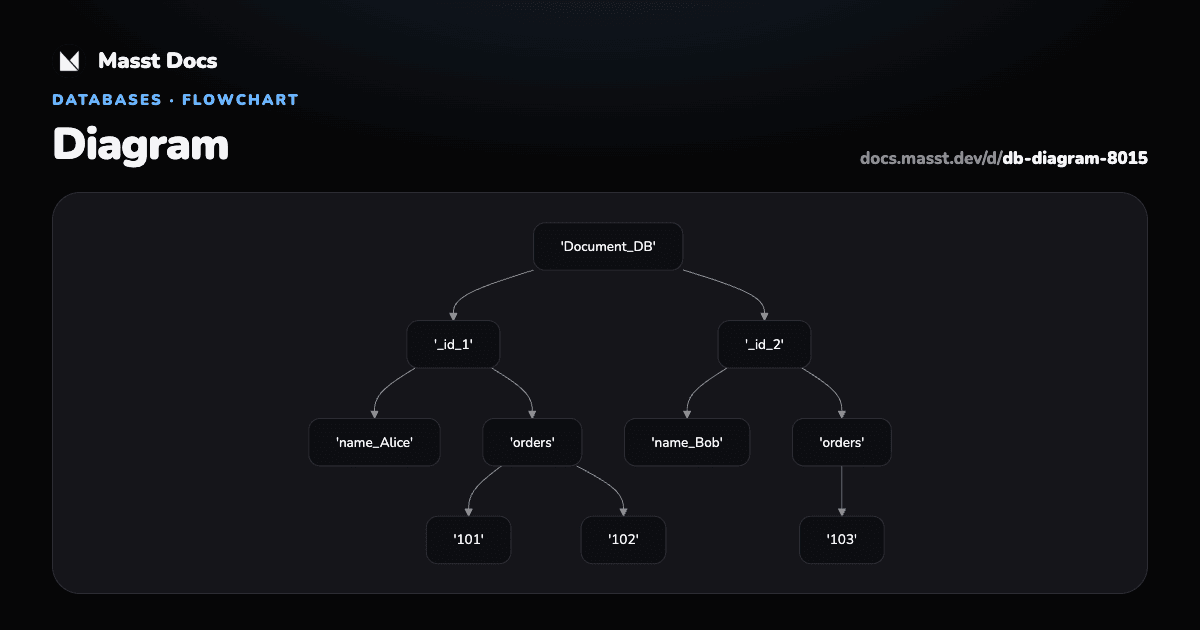 Masst Docs
DATABASES · FLOWCHART
Diagram
docs.masst.dev/d/db-diagram-8015
'Document_DB'
'_id_1'
'_id_2'
'name_Alice'
'orders'
'name_Bob'
'orders'
'101'
'102'
'103'